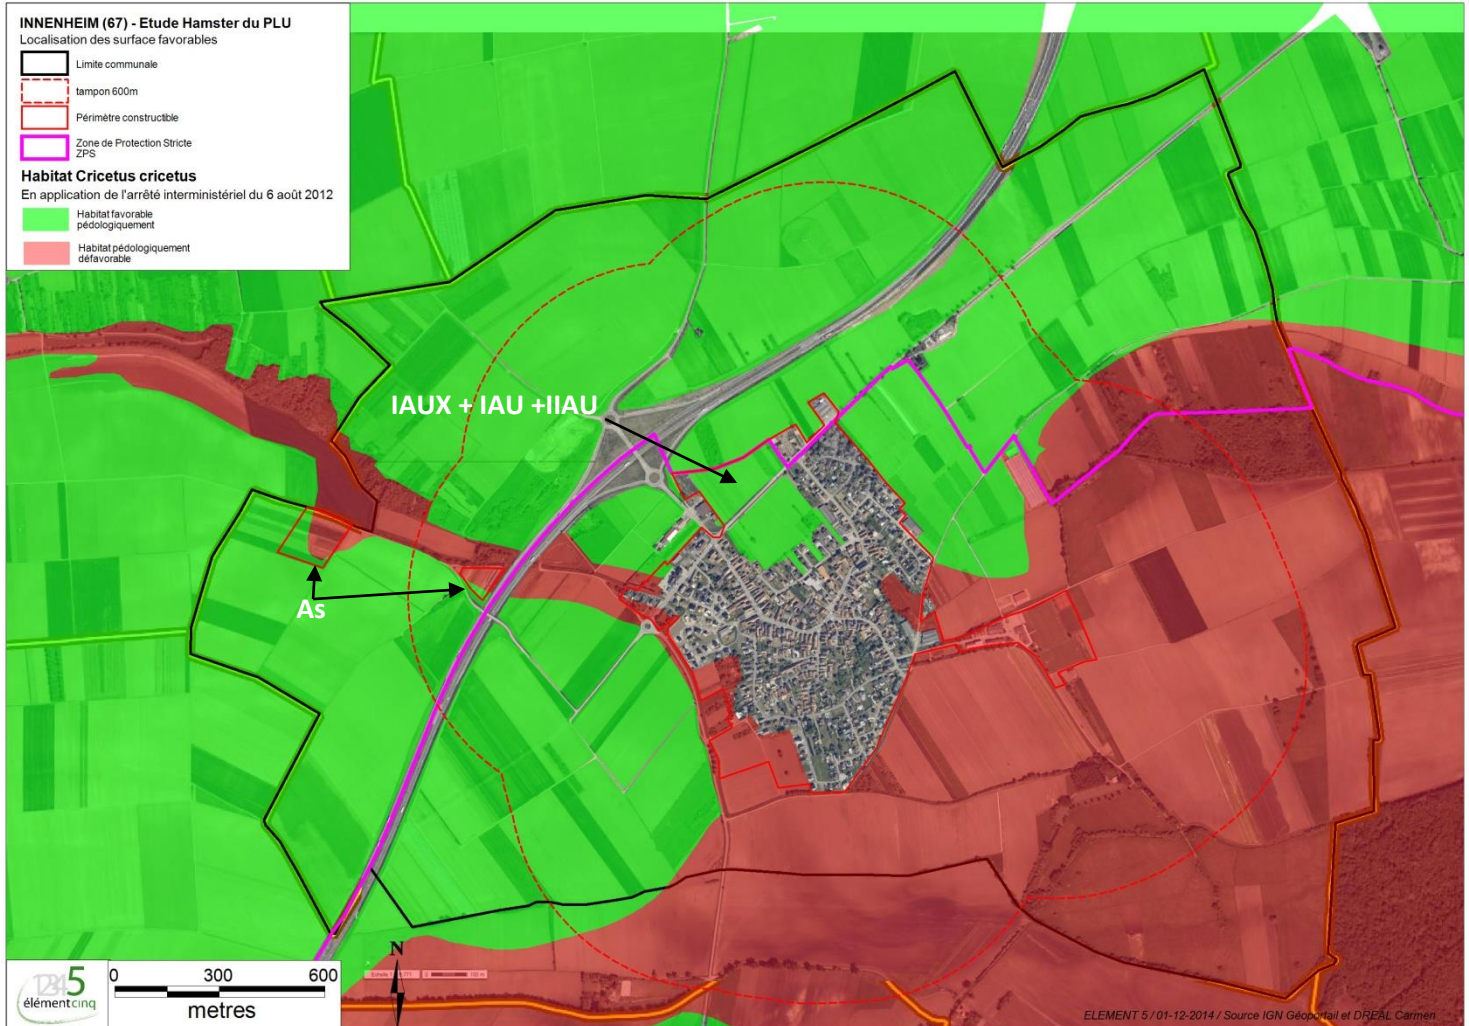 INNENHEIM (67) - Etude Hamster du PLU
Localisation des surface favorables
Limite communale
tampon 600m
Périmètre constructible
Zone de Protection Stricte
ZPS
Habitat Cricetus cricetus
En application de l'arrêté interministériel du 6 août 2012
Habitat favorable
pédologiquement
Habitat pédologiquement
défavorable
IAUX + IAU +IIAU
As
12345
élémentcinq
0 300 600
metres
N
ELEMENT 5 / 01-12-2014 / Source IGN Géoportail et DREAL Carmen